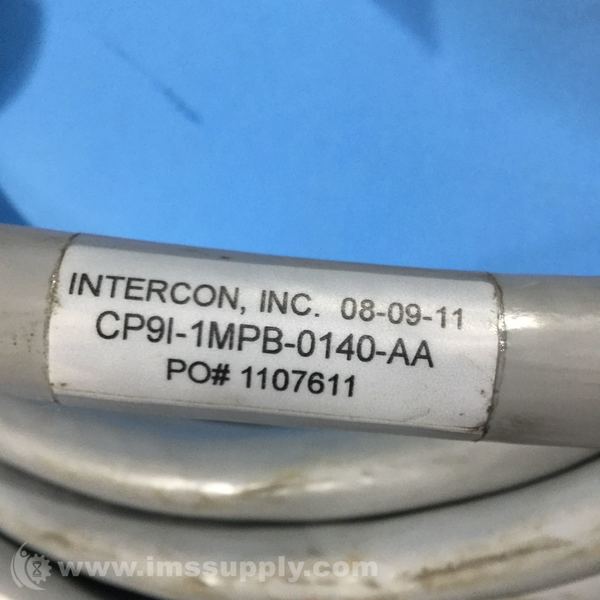 INTERCON, INC. 08-09-11
CP9I-1MPB-0140-AA
PO# 1107611
www.imssupply.com